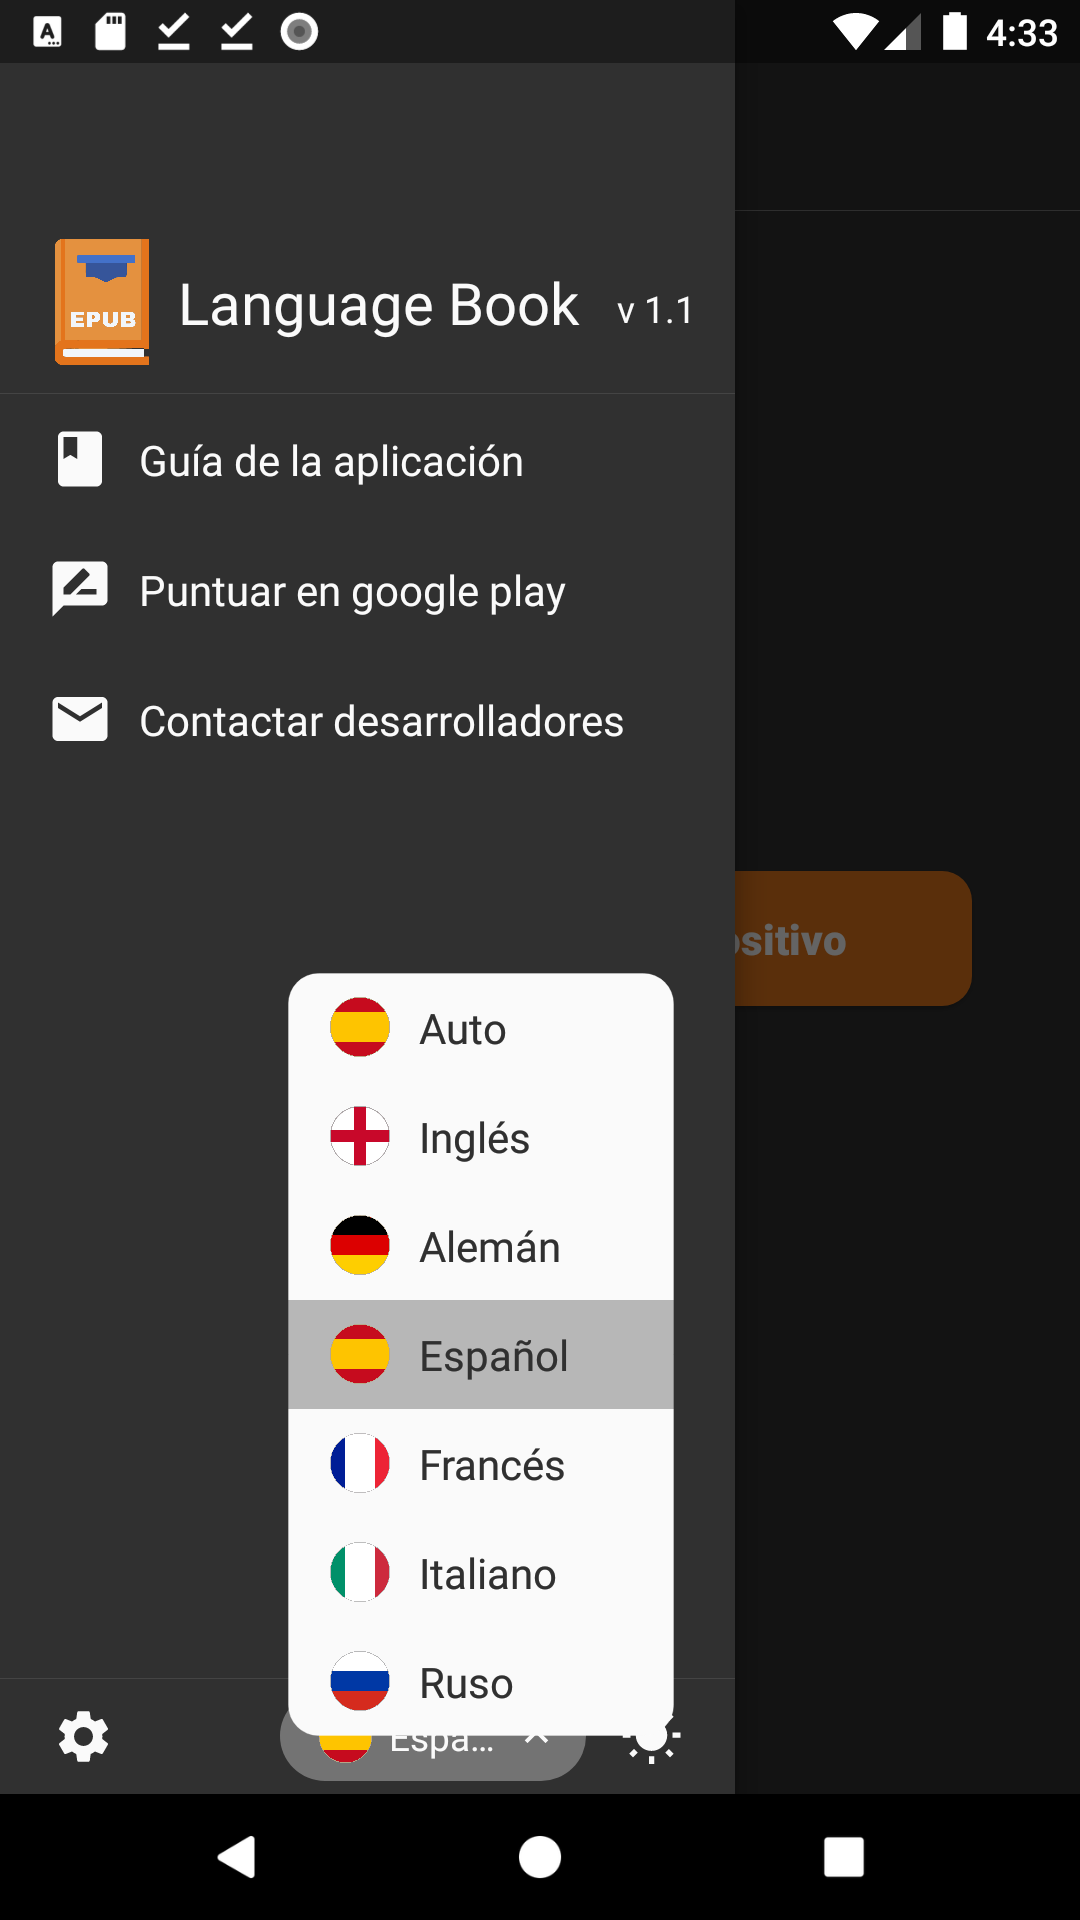 4:33
EPUB
Language Book v 1.1
Guía de la aplicación
Puntuar en google play
Contactar desarrolladores
ositivo
Auto
Inglés
Alemán
Español
Francés
Italiano
Ruso
Espa...